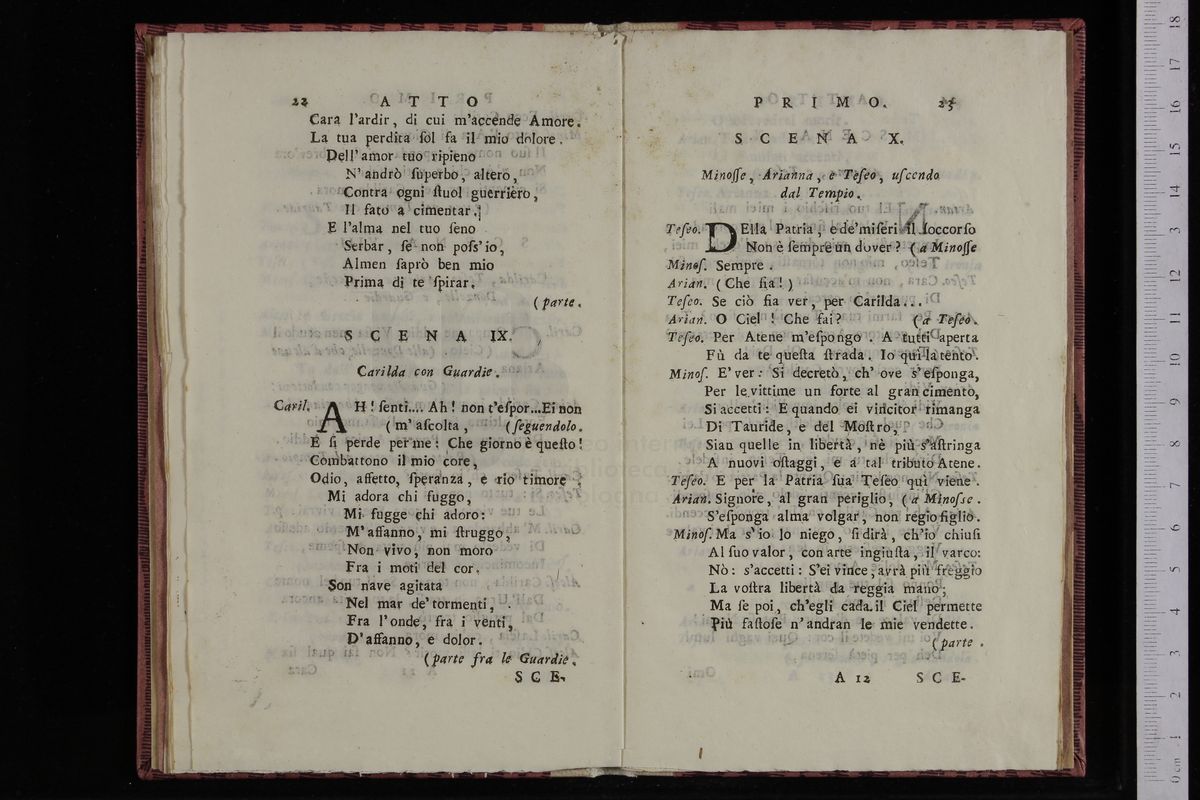 22 ATTO
Cara l'ardir, di cui m'accende Amore.
La tua perdita ſol fa il mio dolore.
Dell'amor tuo ripieno
N'andrò ſuperbo, altero,
Contra ogni ſtuol guerriero,
Il fato a cimentar.
E l'alma nel tuo ſeno
Serbar, ſe non poſs'io,
Almen ſaprò ben mio
Prima di te ſpirar.
(parte.
SCENA IX.
Carilda con Guardie.
Caril. AH! ſenti.... Ah! non t'eſpor...Ei non
(m'aſcolta, (ſeguendolo.
E ſi perde per me: Che giorno è queſto!
Combattono il mio core,
Odio, affetto, ſperanza, e rio timore
Mi adora chi fuggo,
Mi fugge chi adoro:
M'affanno, mi ſtruggo,
Non vivo, non moro
Fra i moti del cor.
Son nave agitata
Nel mar de'tormenti,
Fra l'onde, fra i venti,
D'affanno, e dolor.
(parte fra le Guardie.
SCE-
PRIMO. 23
SCENA X.
Minoſſe, Arianna, e Teſeo, uſcendo
dal Tempio.
Teſeo. DElla Patria, e de'miſeri il ſoccorſo
Non è ſempre un dover? (a Minoſſe
Minoſ. Sempre.
Arian. (Che ſia!)
Teſeo. Se ciò ſia ver, per Carilda...
Arian. O Ciel! Che fai? (a Teſeo.
Teſeo. Per Atene m'eſpongo. A tutti aperta
Fù da te queſta ſtrada. Io qui la tento.
Minoſ. E'ver: Si decretò, ch'ove s'eſponga,
Per le vittime un forte al gran cimento,
Si accetti: E quando ei vincitor rimanga
Di Tauride, e del Moſtro,
Sian quelle in libertà, nè più s'aſtringa
A nuovi oſtaggi, e a tal tributo Atene.
Teſeo. E per la Patria ſua Teſeo quì viene.
Arian. Signore, al gran periglio, (a Minoſse.
S'eſponga alma volgar, non regio figlio.
Minoſ. Ma s'io lo niego, ſi dirà, ch'io chiuſi
Al ſuo valor, con arte ingiuſta, il varco:
Nò: s'accetti: S'ei vince, avrà più freggio
La voſtra libertà da reggia mano;
Ma ſe poi, ch'egli cada, il Ciel permette
Più faſtoſe n'andran le mie vendette.
(parte.
A 12 SCE-